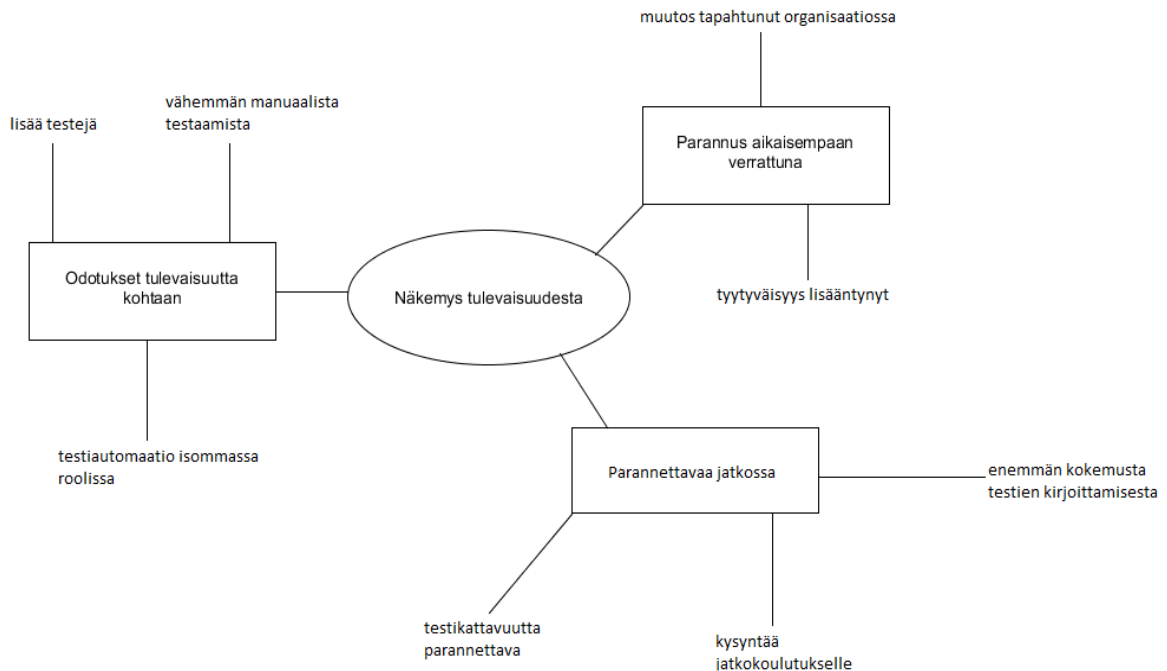 muutos tapahtunut organisaatiossa
vähemmän manuaalista
testaamista
lisää testejä
Parannus aikaisempaan
verrattuna
Odotukset tulevaisuutta
kohtaan
Näkemys tulevaisuudesta
tyytyväisyys lisääntynyt
testiautomaatio isommassa
roolissa
Parannettavaa jatkossa
enemmän kokemusta
testien kirjoittamisesta
testikattavuutta
parannettava
kysyntää
jatkokoulutukselle